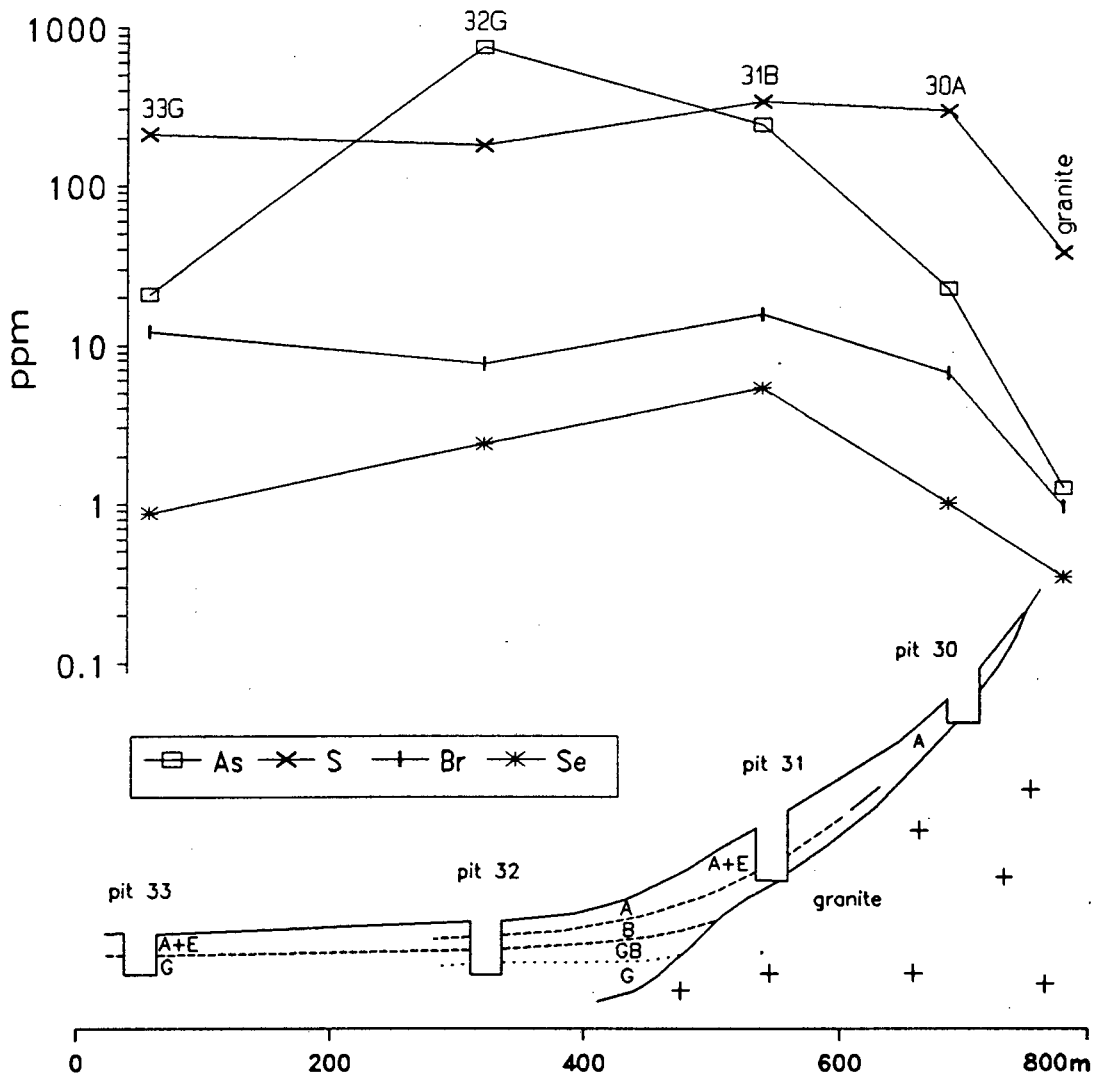 1000
100
10
1
0.1
ppm
33G
32G
31B
30A
granite
As S Br Se
pit 33
pit 32
pit 31
pit 30
A+E
G
A
B
GB
G
A+E
A
granite
0 200 400 600 800m